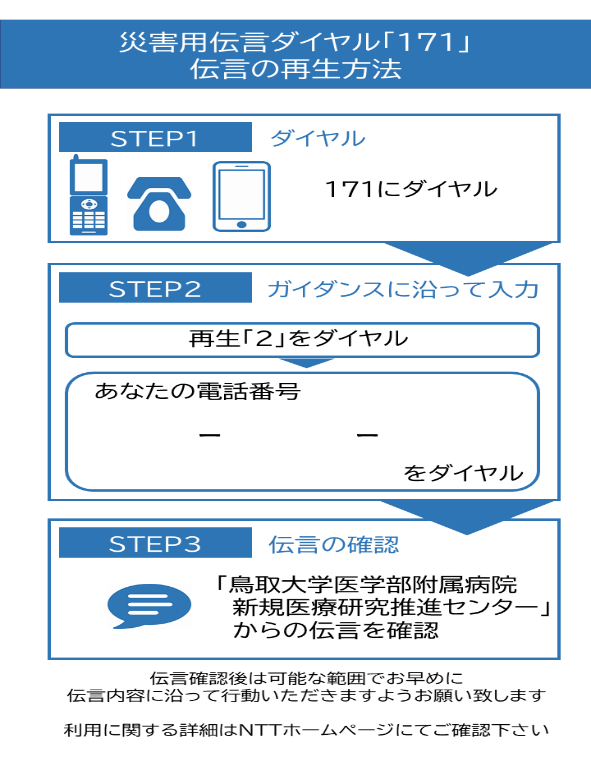 災害用伝言ダイヤル「171」
伝言の再生方法
STEP1 ダイヤル
171にダイヤル
STEP2 ガイダンスに沿って入力
再生「2」をダイヤル
あなたの電話番号
ー ー
をダイヤル
STEP3 伝言の確認
「鳥取大学医学部附属病院
新規医療研究推進センター」
からの伝言を確認
伝言確認後は可能な範囲でお早めに
伝言内容に沿って行動いただきますようお願い致します
利用に関する詳細はNTTホームページにてご確認下さい